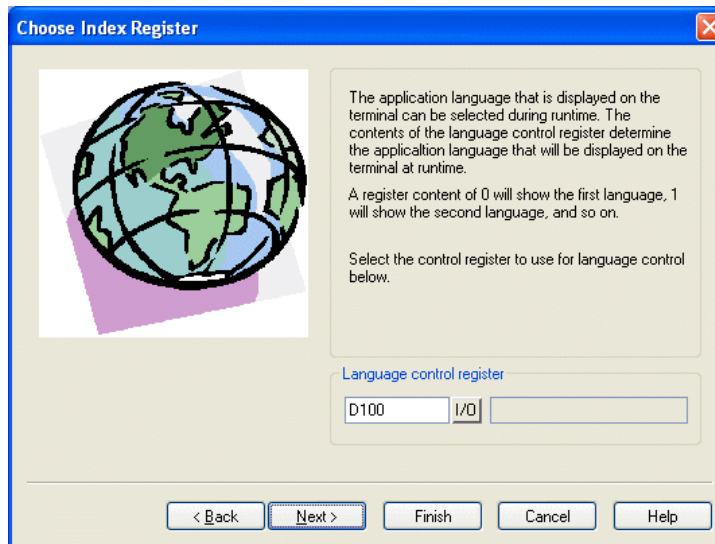 Choose Index Register
The application language that is displayed on the
terminal can be selected during runtime. The
contents of the language control register determine
the applicaltion language that will be displayed on the
terminal at runtime.
A register content of 0 will show the first language, 1
will show the second language, and so on.
Select the control register to use for language control
below.
Language control register
D100 I/O
< Back Next > Finish Cancel Help